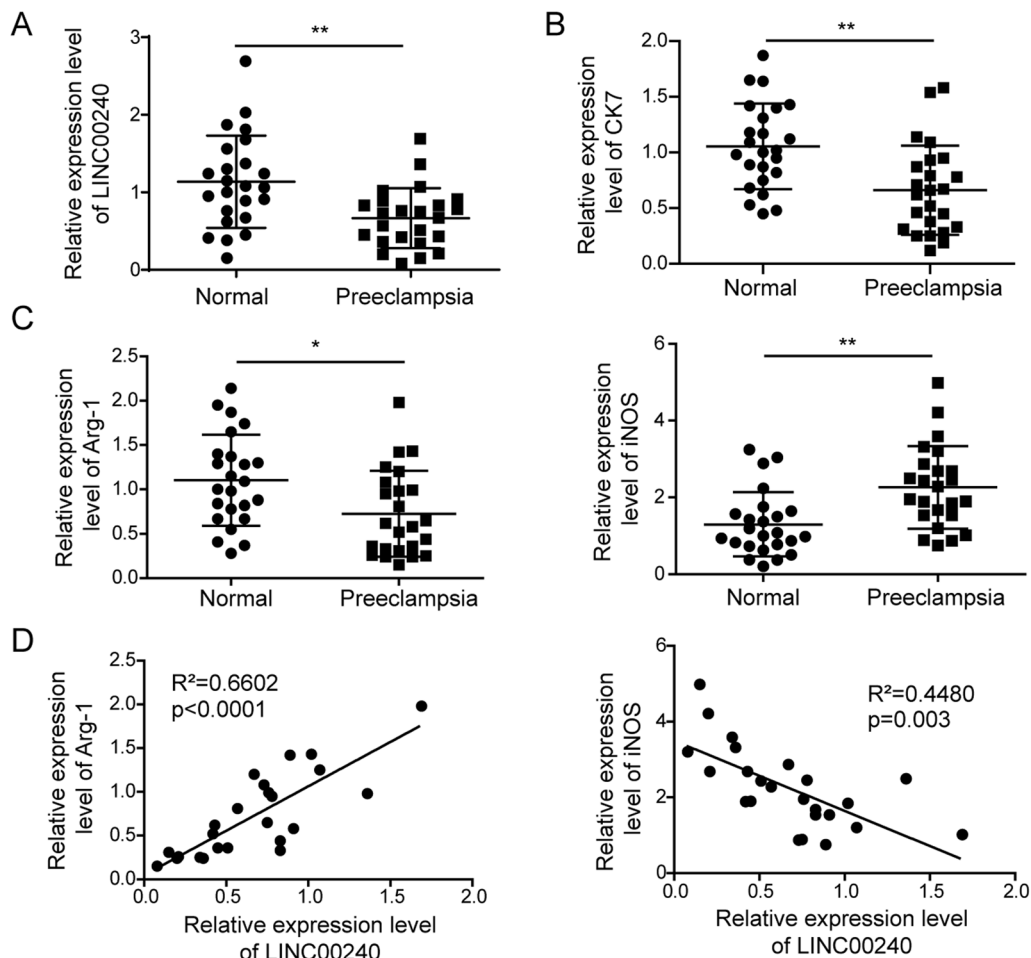 A
Relative expression level
of LINC00240
3
2
1
0
**
Normal
Preeclampsia
B
Relative expression
level of CK7
2.0
1.5
1.0
0.5
0.0
**
Normal
Preeclampsia
C
Relative expression
level of Arg-1
2.5
2.0
1.5
1.0
0.5
0.0
*
Normal
Preeclampsia
Relative expression
level of iNOS
6
4
2
0
**
Normal
Preeclampsia
D
Relative expression
level of Arg-1
2.5
2.0
1.5
1.0
0.5
0.0
R²=0.6602
p<0.0001
0.0 0.5 1.0 1.5 2.0
Relative expression level
of LINC00240
Relative expression
level of iNOS
6
4
2
0
R²=0.4480
p=0.003
0.0 0.5 1.0 1.5 2.0
Relative expression level
of LINC00240